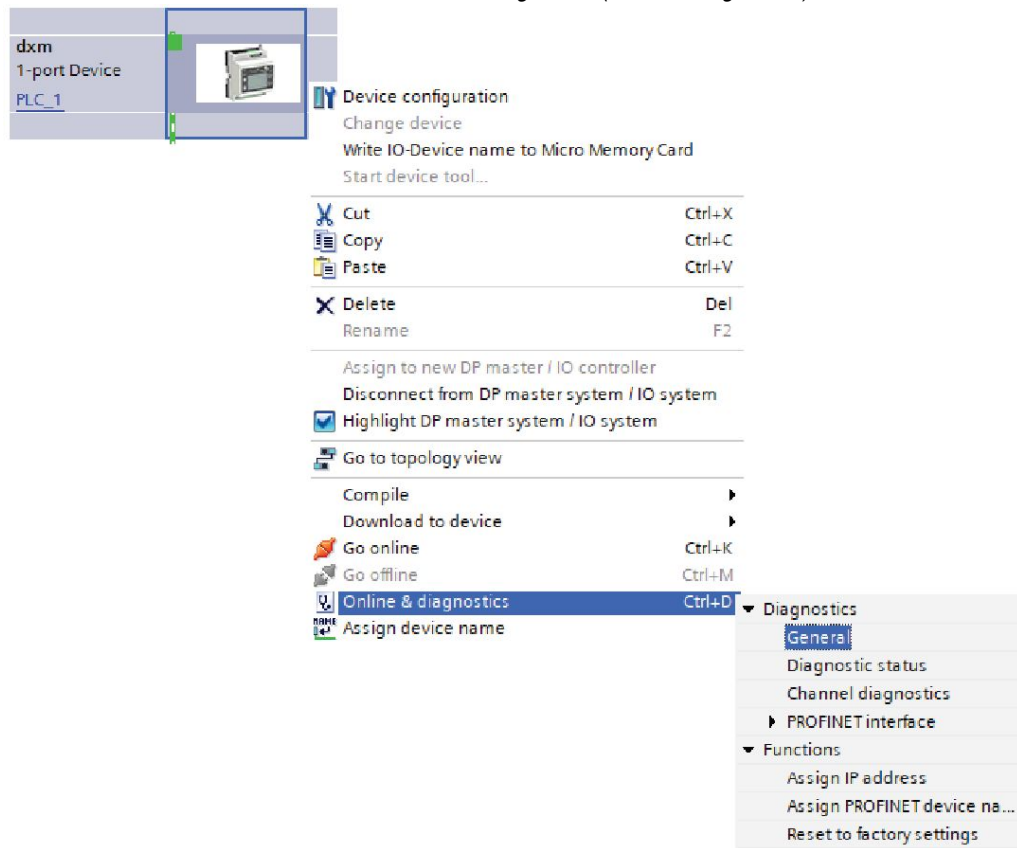 dxm
1-port Device
PLC_1
Device configuration
Change device
Write IO-Device name to Micro Memory Card
Start device tool...
Cut Ctrl+X
Copy Ctrl+C
Paste Ctrl+V
Delete Del
Rename F2
Assign to new DP master / IO controller
Disconnect from DP master system / IO system
Highlight DP master system / IO system
Go to topology view
Compile
Download to device
Go online Ctrl+K
Go offline Ctrl+M
Online & diagnostics Ctrl+D
NAME Assign device name
Diagnostics
General
Diagnostic status
Channel diagnostics
PROFINET interface
Functions
Assign IP address
Assign PROFINET device na...
Reset to factory settings